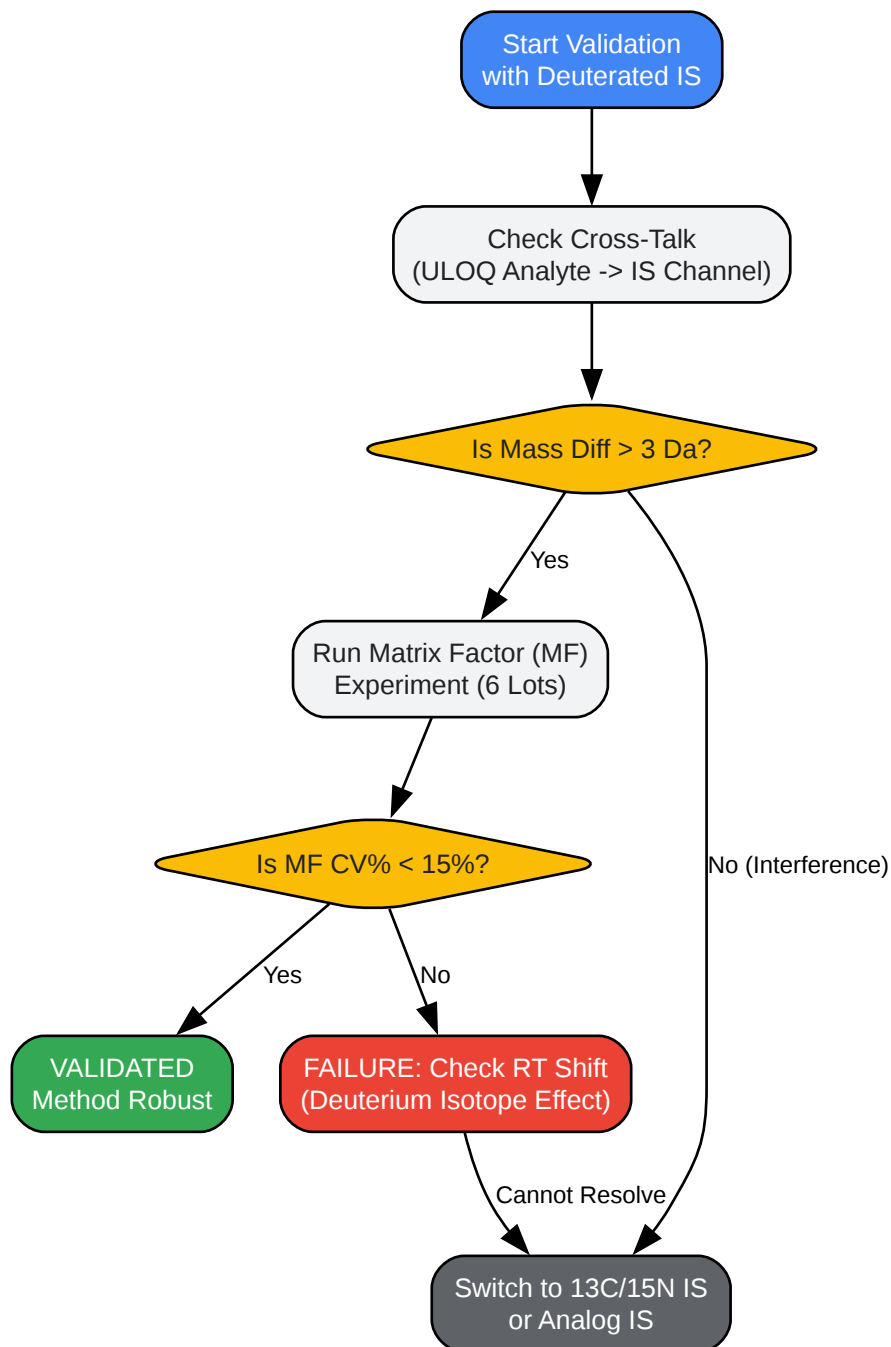 Start Validation
with Deuterated IS
Check Cross-Talk
(ULOQ Analyte -> IS Channel)
Is Mass Diff > 3 Da?
Yes
Run Matrix Factor (MF)
Experiment (6 Lots)
Is MF CV% < 15%?
No (Interference)
Yes
No
VALIDATED
Method Robust
FAILURE: Check RT Shift
(Deuterium Isotope Effect)
Cannot Resolve
Switch to 13C/15N IS
or Analog IS